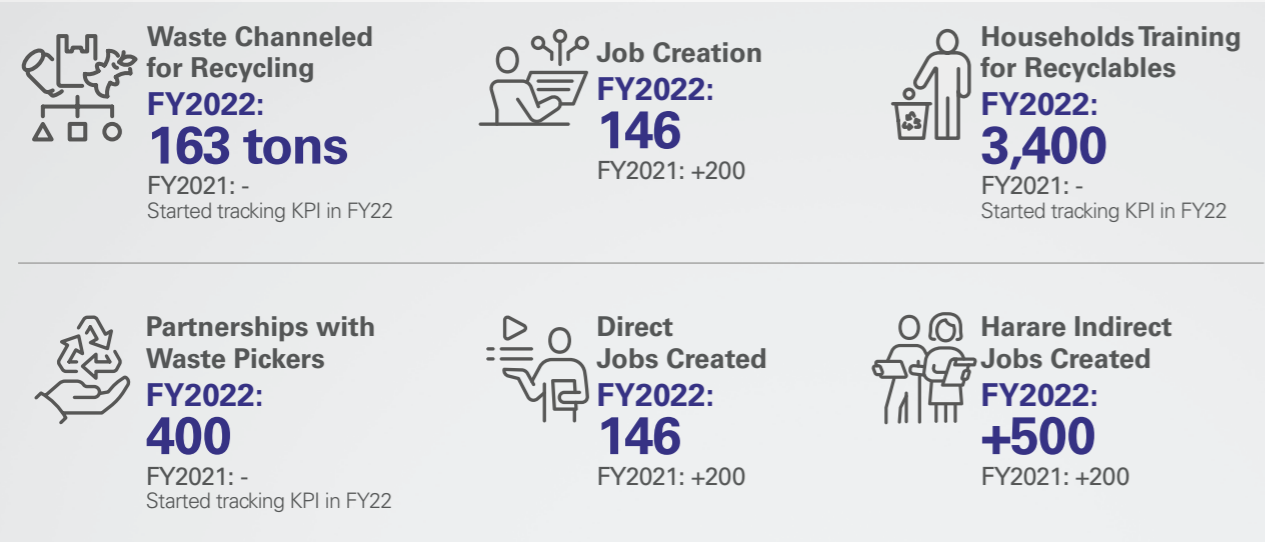 Waste Channeled
for Recycling
FY2022:
163 tons
FY2021: -
Started tracking KPI in FY22
Job Creation
FY2022:
146
FY2021: +200
Households Training
for Recyclables
FY2022:
3,400
FY2021: -
Started tracking KPI in FY22
Partnerships with
Waste Pickers
FY2022:
400
FY2021: -
Started tracking KPI in FY22
Direct
Jobs Created
FY2022:
146
FY2021: +200
Harare Indirect
Jobs Created
FY2022:
+500
FY2021: +200